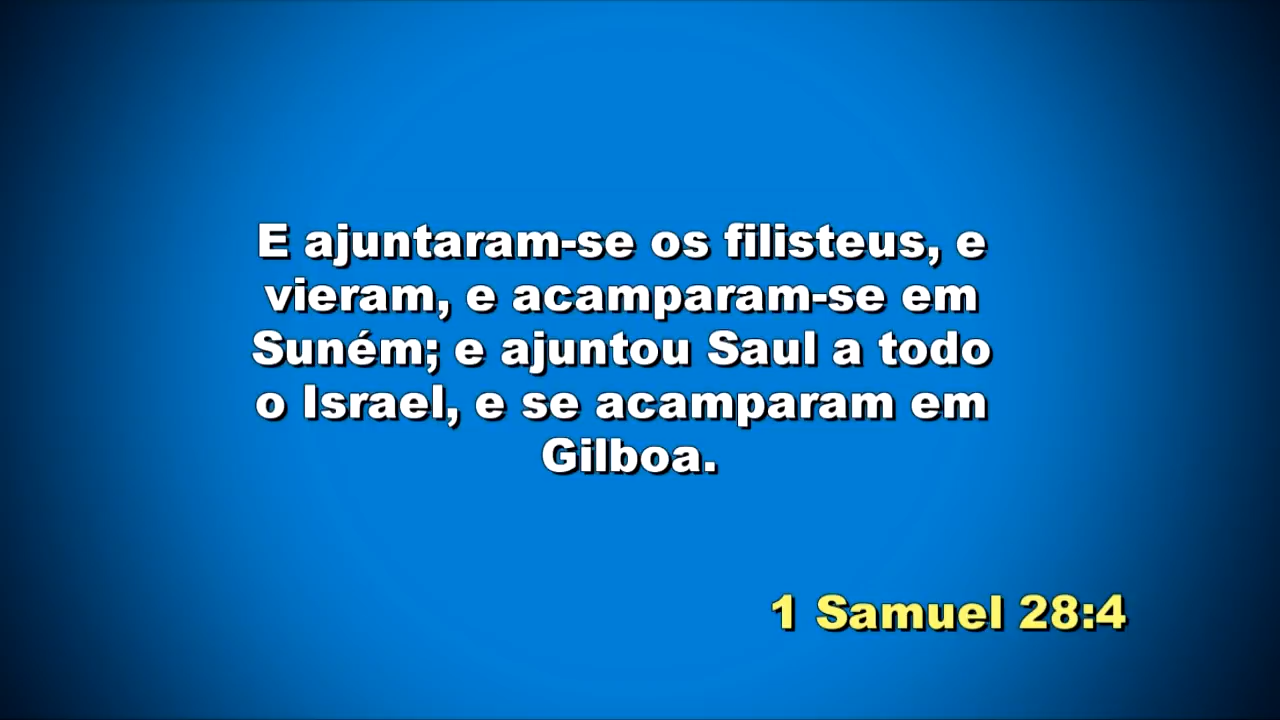 E ajuntaram-se os filisteus, e
vieram, e acamparam-se em
Suném; e ajuntou Saul a todo
o Israel, e se acamparam em
Gilboa.
1 Samuel 28:4